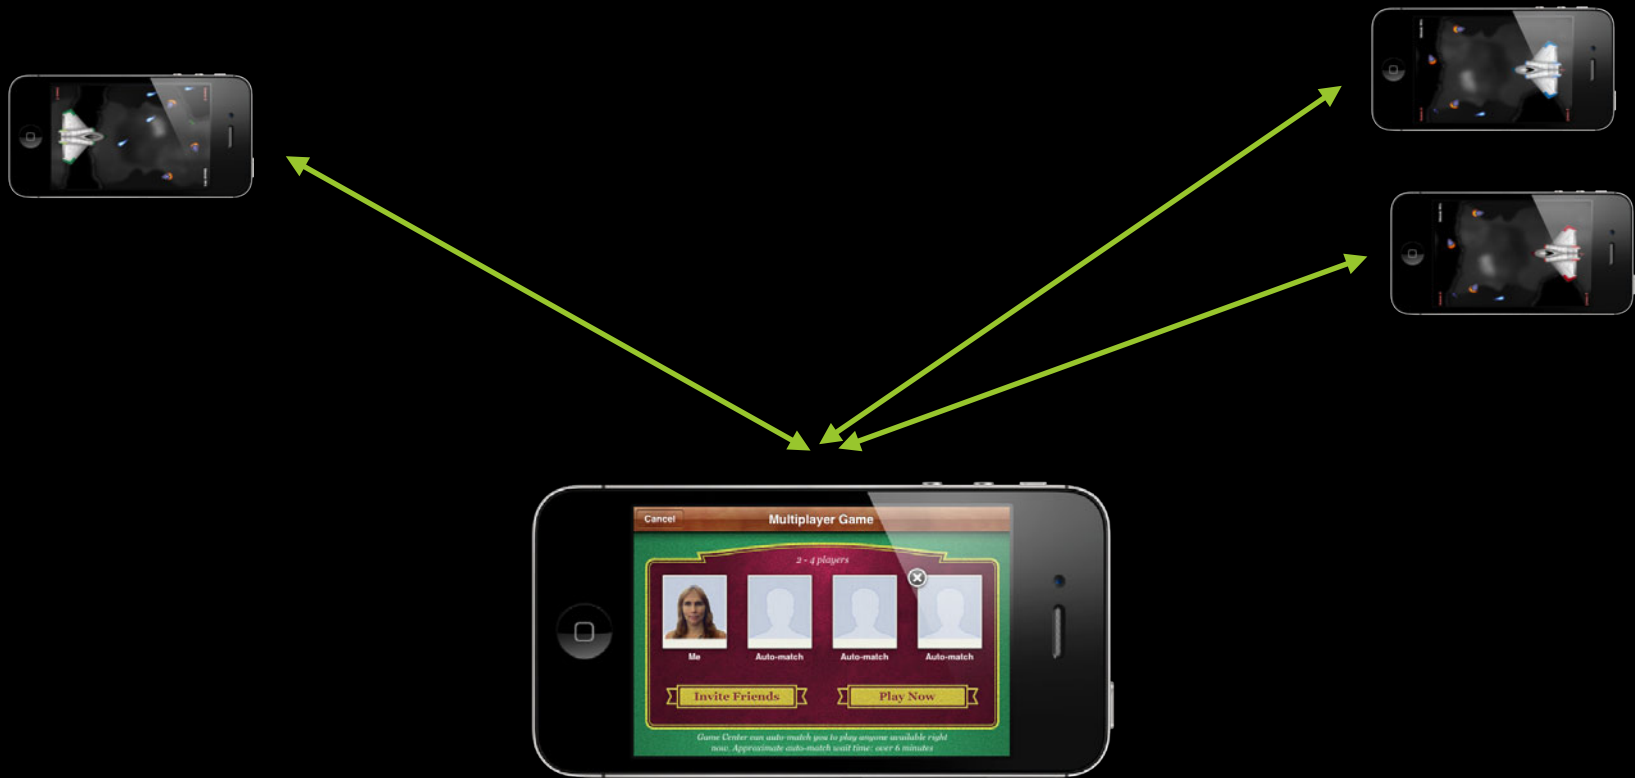 Cancel
Multiplayer Game
2 - 4 players
Me
Auto-match
Auto-match
Auto-match
Invite Friends
Play Now
Game Center can auto-match you to play anyone available right
now. Approximate auto-match wait time: over 6 minutes